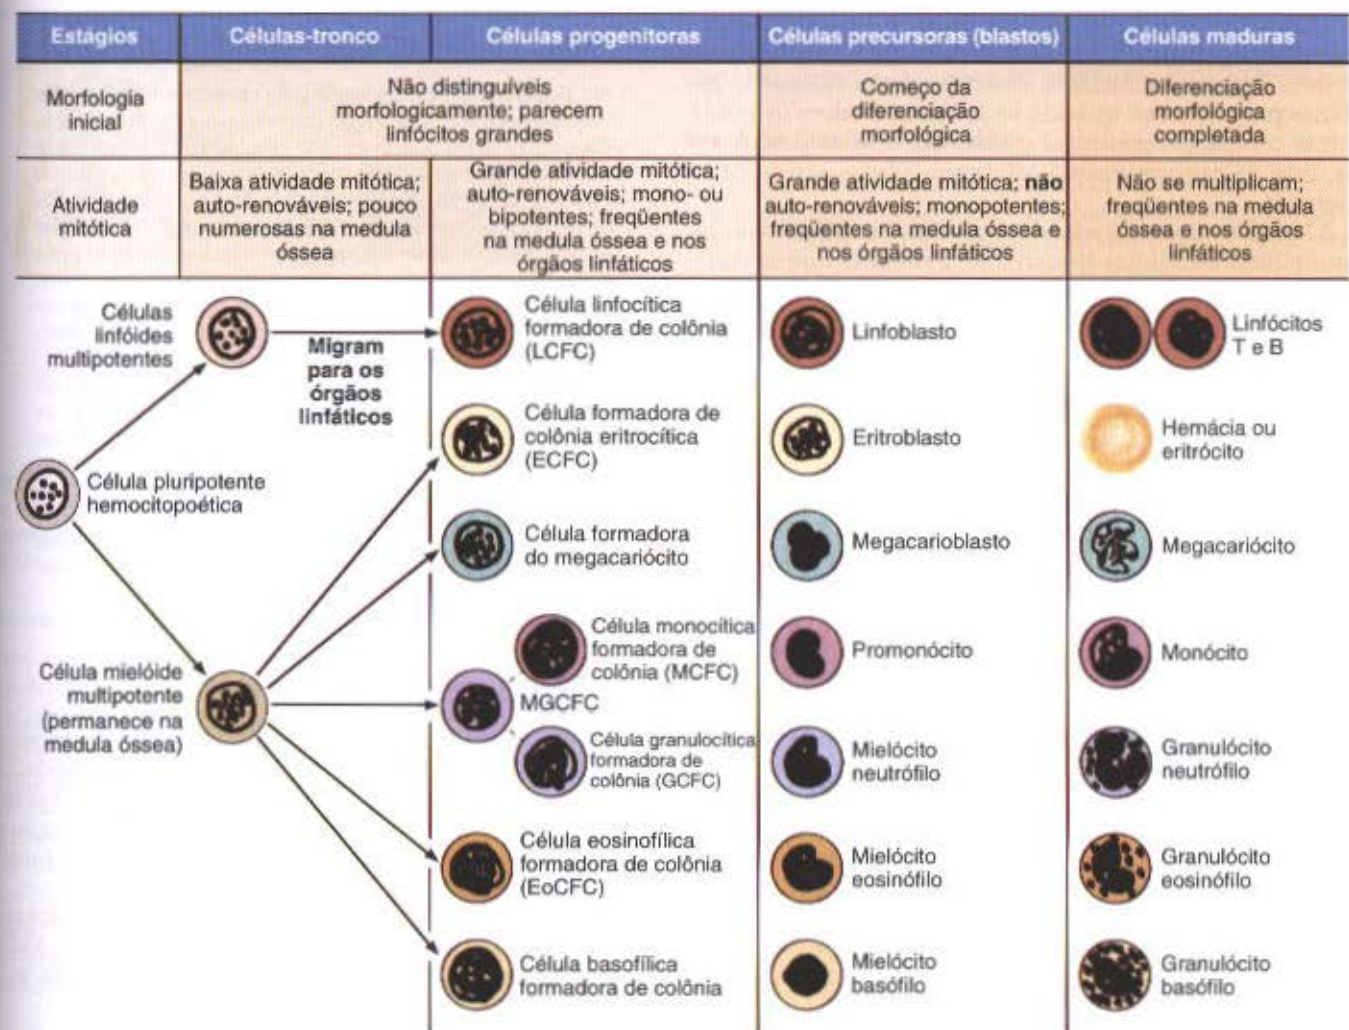 Estágios
Células-tronco
Células progenitoras
Células precursoras (blastos)
Células maduras
Morfologia
inicial
Não distinguíveis
morfologicamente; parecem
linfócitos grandes
Começo da
diferenciação
morfológica
Diferenciação
morfológica
completada
Atividade
mitótica
Baixa atividade mitótica;
auto-renováveis; pouco
numerosas na medula
óssea
Grande atividade mitótica;
auto-renováveis; mono- ou
bipotentes; freqüentes
na medula óssea e nos
órgãos linfáticos
Grande atividade mitótica; não
auto-renováveis; monopotentes;
freqüentes na medula óssea e
nos órgãos linfáticos
Não se multiplicam;
freqüentes na medula
óssea e nos órgãos
linfáticos
Células
linfóides
multipotentes
Migram
para os
órgãos
linfáticos
Célula linfocítica
formadora de colônia
(LCFC)
Linfoblasto
Linfócitos
T e B
Célula formadora de
colônia eritrocítica
(ECFC)
Eritroblasto
Hemácia ou
eritrócito
Célula pluripotente
hemocitopoética
Célula formadora
do megacariócito
Megacarioblasto
Megacariócito
Célula mielóide
multipotente
(permanece na
medula óssea)
Célula monocítica
formadora de
colônia (MCFC)
MGCFC
Célula granulocítica
formadora de
colônia (GCFC)
Promonócito
Monócito
Mielócito
neutrófilo
Granulócito
neutrófilo
Célula eosinofílica
formadora de colônia
(EoCFC)
Mielócito
eosinófilo
Granulócito
eosinófilo
Célula basofílica
formadora de colônia
Mielócito
basófilo
Granulócito
basófilo